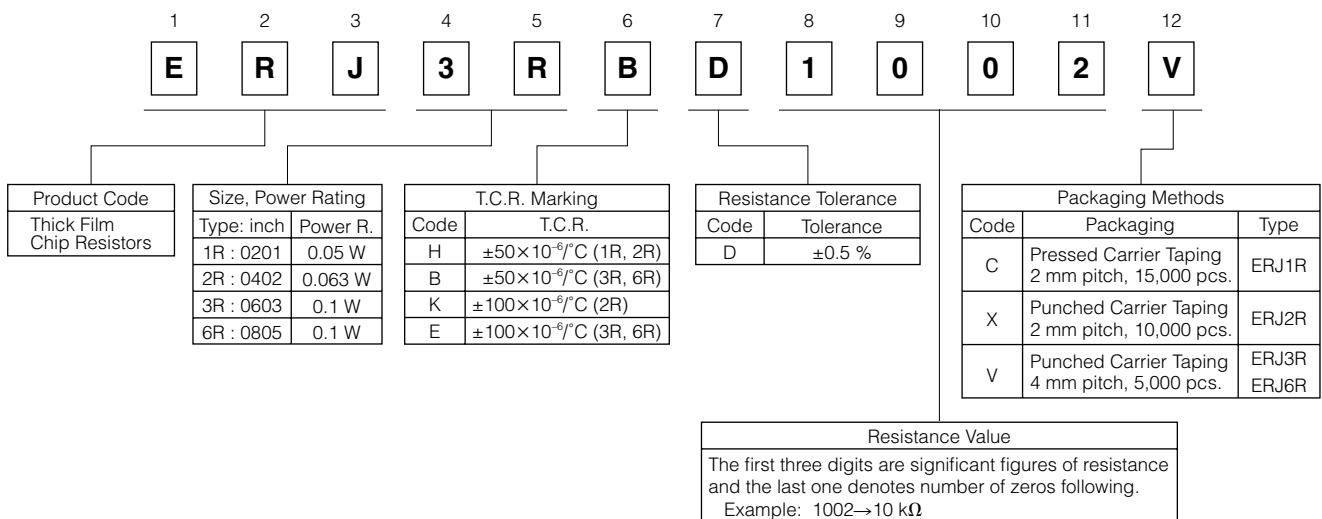 1 2 3 4 5 6 7 8 9 10 11 12
E R J 3 R B D 1 0 0 2 V
Product Code
Thick Film
Chip Resistors
Size, Power Rating
Type: inch Power R.
1R : 0201 0.05 W
2R : 0402 0.063 W
3R : 0603 0.1 W
6R : 0805 0.1 W
T.C.R. Marking
Code T.C.R.
H ±50×10⁻⁶/°C (1R, 2R)
B ±50×10⁻⁶/°C (3R, 6R)
K ±100×10⁻⁶/°C (2R)
E ±100×10⁻⁶/°C (3R, 6R)
Resistance Tolerance
Code Tolerance
D ±0.5 %
Packaging Methods
Code Packaging Type
C Pressed Carrier Taping
2 mm pitch, 15,000 pcs. ERJ1R
X Punched Carrier Taping
2 mm pitch, 10,000 pcs. ERJ2R
V Punched Carrier Taping
4 mm pitch, 5,000 pcs. ERJ3R
ERJ6R
Resistance Value
The first three digits are significant figures of resistance
and the last one denotes number of zeros following.
Example: 1002→10 kΩ